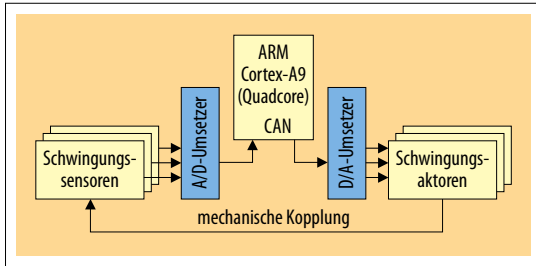 ARM
Cortex-A9
(Quadcore)
CAN
Schwingungs-
sensoren
A/D-Umsetzer
D/A-Umsetzer
Schwingungs-
aktoren
mechanische Kopplung